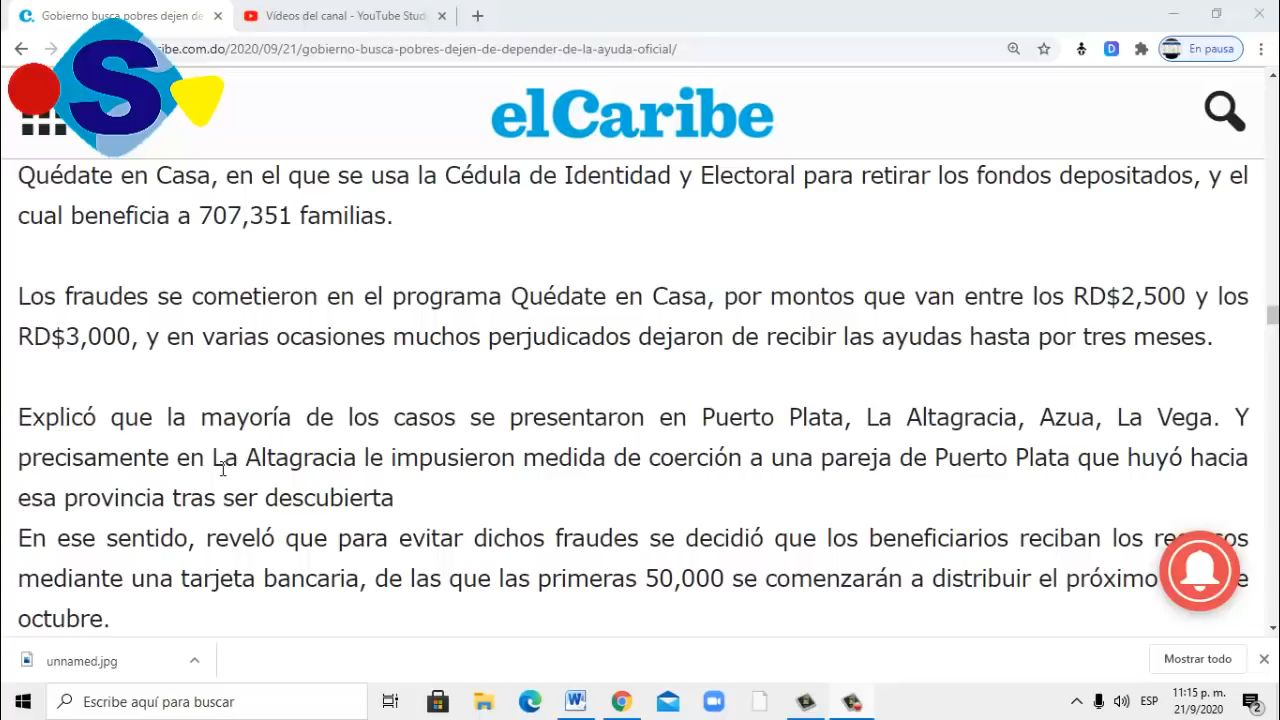 Gobierno busca pobres dejen de
Vídeos del canal - YouTube Stud
ribe.com.do/2020/09/21/gobierno-busca-pobres-dejen-de-depender-de-la-ayuda-oficial/
D
En pausa
S
elCaribe
Quédate en Casa, en el que se usa la Cédula de Identidad y Electoral para retirar los fondos depositados, y el
cual beneficia a 707,351 familias.
Los fraudes se cometieron en el programa Quédate en Casa, por montos que van entre los RD$2,500 y los
RD$3,000, y en varias ocasiones muchos perjudicados dejaron de recibir las ayudas hasta por tres meses.
Explicó que la mayoría de los casos se presentaron en Puerto Plata, La Altagracia, Azua, La Vega. Y
precisamente en La Altagracia le impusieron medida de coerción a una pareja de Puerto Plata que huyó hacia
esa provincia tras ser descubierta
En ese sentido, reveló que para evitar dichos fraudes se decidió que los beneficiarios reciban los
mediante una tarjeta bancaria, de las que las primeras 50,000 se comenzarán a distribuir el próximo
octubre.
unnamed.jpg
Mostrar todo
Escribe aquí para buscar
ESP
11:15 p. m.
21/9/2020
2